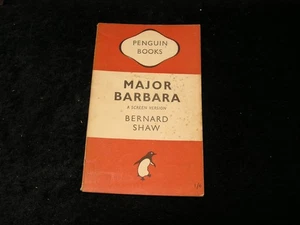 PENGUIN
BOOKS
MAJOR
BARBARA
A SCREEN VERSION
BERNARD
SHAW